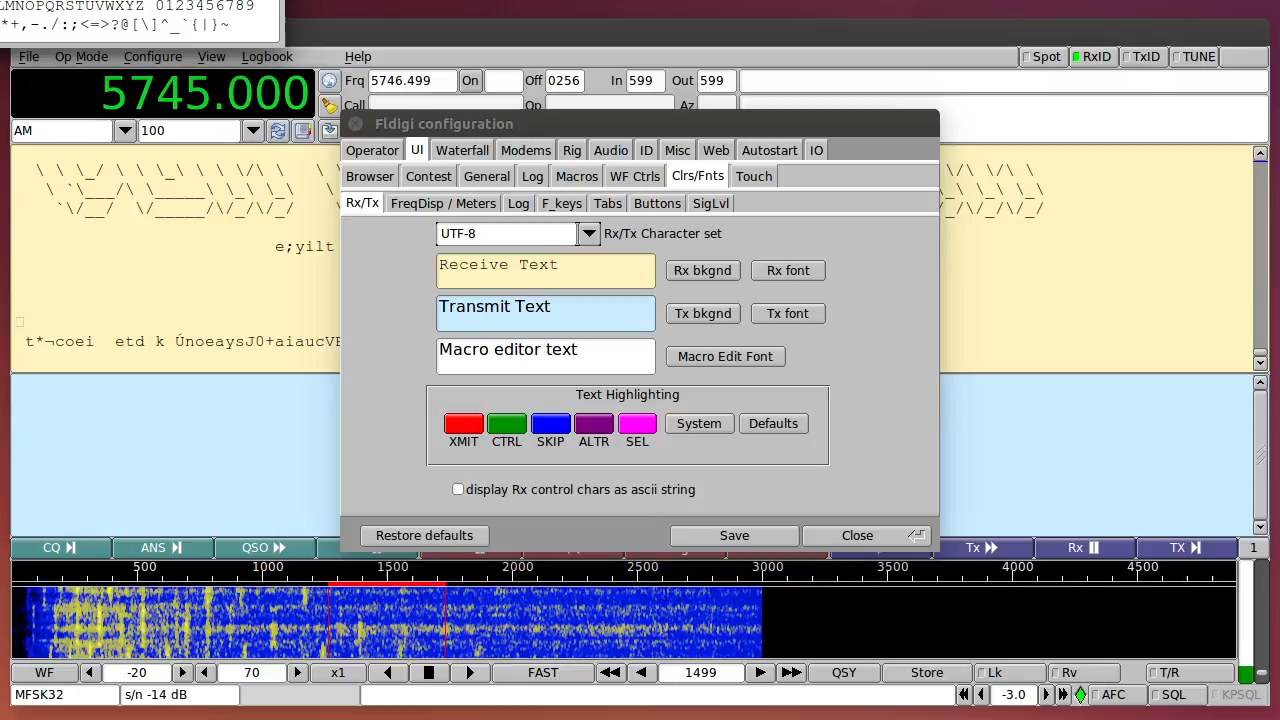 LMNOPQRSTUVWXYZ 0123456789
*+,-./:;<=>?@[\]^_`{|}~
File Op Mode Configure View Logbook Help Spot RxID TxID TUNE
5745.000 Frq 5746.499 On Off 0256 In 599 Out 599
Call Op Az
AM 100
Fldigi configuration
Operator UI Waterfall Modems Rig Audio ID Misc Web Autostart IO
Browser Contest General Log Macros WF Ctrls Clrs/Fnts Touch
Rx/Tx FreqDisp / Meters Log F_keys Tabs Buttons SigLvl
UTF-8 Rx/Tx Character set
e;yilt
Receive Text Rx bkgnd Rx font
Transmit Text Tx bkgnd Tx font
t*¬coei etd k ÚnoeaysJ0+aiaucVE
Macro editor text Macro Edit Font
Text Highlighting
XMIT CTRL SKIP ALTR SEL System Defaults
display Rx control chars as ascii string
Restore defaults Save Close
CQ ANS QSO Tx Rx TX 1
500 1000 1500 2000 2500 3000 3500 4000 4500
WF -20 70 x1 FAST 1499 QSY Store Lk Rv T/R
MFSK32 s/n -14 dB -3.0 AFC SQL KPSQL